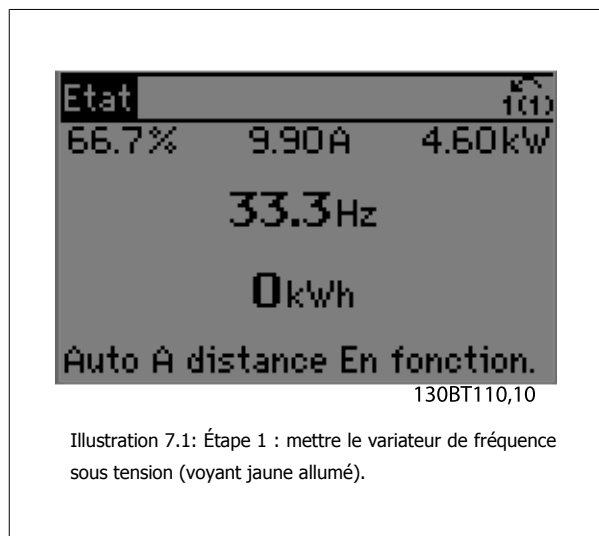 Etat 1(1)
66.7% 9.90A 4.60kW
33.3Hz
0kWh
Auto A distance En fonction.
130BT110,10
Illustration 7.1: Étape 1 : mettre le variateur de fréquence
sous tension (voyant jaune allumé).